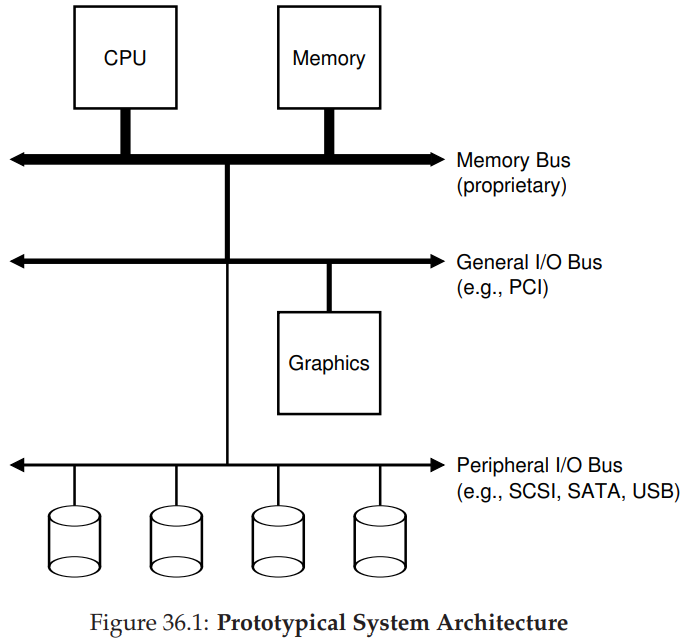 CPU
Memory
Memory Bus
(proprietary)
General I/O Bus
(e.g., PCI)
Graphics
Peripheral I/O Bus
(e.g., SCSI, SATA, USB)
Figure 36.1: Prototypical System Architecture